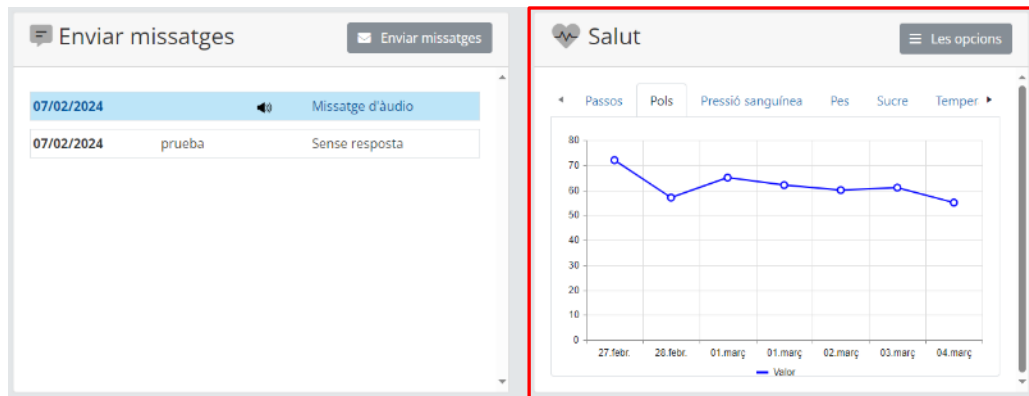 Enviar missatges
Enviar missatges
07/02/2024 Missatge d'àudio
07/02/2024 prueba Sense resposta
Salut
Les opcions
Passos Pols Pressió sanguínea Pes Sucre Temper
80
70
60
50
40
30
20
10
0
27.febr. 28.febr. 01.març 01.març 02.març 03.març 04.març
Valor